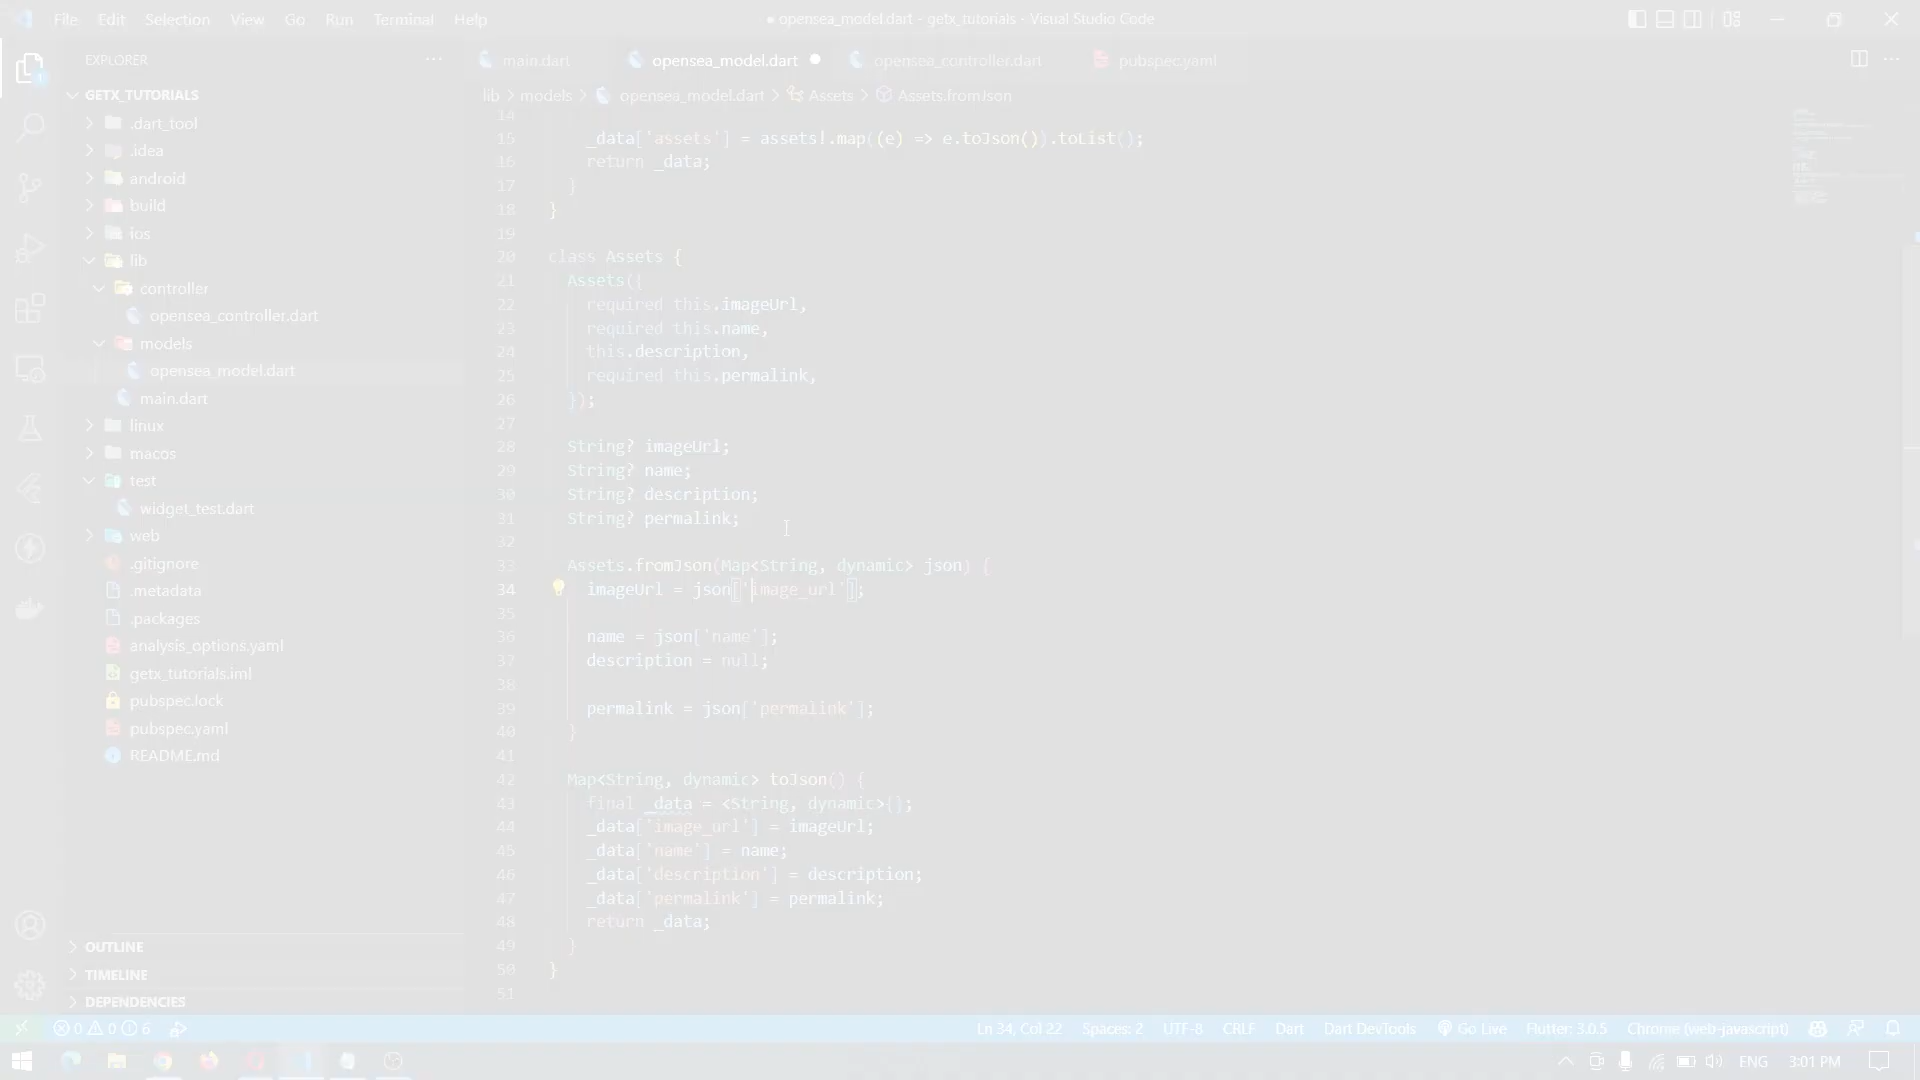 File Edit Selection View Go Run Terminal Help
● opensea_model.dart - getx_tutorials - Visual Studio Code
EXPLORER
main.dart
opensea_model.dart
opensea_controller.dart
pubspec.yaml
GETX_TUTORIALS
lib > models > opensea_model.dart > Assets > Assets.fromJson
.dart_tool
.idea
android
build
ios
lib
controller
opensea_controller.dart
models
opensea_model.dart
main.dart
linux
macos
test
widget_test.dart
web
.gitignore
.metadata
.packages
analysis_options.yaml
getx_tutorials.iml
pubspec.lock
pubspec.yaml
README.md
OUTLINE
TIMELINE
DEPENDENCIES
14
15 _data['assets'] = assets!.map((e) => e.toJson()).toList();
16 return _data;
17 }
18 }
19
20 class Assets {
21 Assets({
22 required this.imageUrl,
23 required this.name,
24 this.description,
25 required this.permalink,
26 });
27
28 String? imageUrl;
29 String? name;
30 String? description;
31 String? permalink;
32
33 Assets.fromJson(Map<String, dynamic> json) {
34 imageUrl = json['image_url'];
35
36 name = json['name'];
37 description = null;
38
39 permalink = json['permalink'];
40 }
41
42 Map<String, dynamic> toJson() {
43 final _data = <String, dynamic>{};
44 _data['image_url'] = imageUrl;
45 _data['name'] = name;
46 _data['description'] = description;
47 _data['permalink'] = permalink;
48 return _data;
49 }
50 }
51
0 0 6
Ln 34, Col 22 Spaces: 2 UTF-8 CRLF Dart Dart DevTools Go Live Flutter: 3.0.5 Chrome (web-javascript)
ENG 3:01 PM